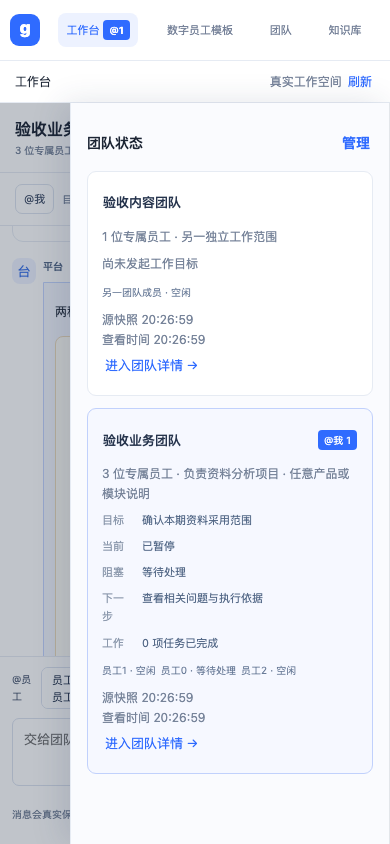 g
工作台 @1 数字员工模板 团队 知识库
工作台
真实工作空间 刷新
验收业务
3 位专属员工
@我
台
平台
团队状态
管理
验收内容团队
1 位专属员工 · 另一独立工作范围
尚未发起工作目标
另一团队成员 · 空闲
源快照 20:26:59
查看时间 20:26:59
进入团队详情 →
验收业务团队
@我 1
3 位专属员工 · 负责资料分析项目 · 任意产品或
模块说明
目标 确认本期资料采用范围
当前 已暂停
阻塞 等待处理
下一
步
查看相关问题与执行依据
工作 0 项任务已完成
员工1 · 空闲 员工0 · 等待处理 员工2 · 空闲
源快照 20:26:59
查看时间 20:26:59
进入团队详情 →
@员
工
员工
员工
交给团队
消息会真实保